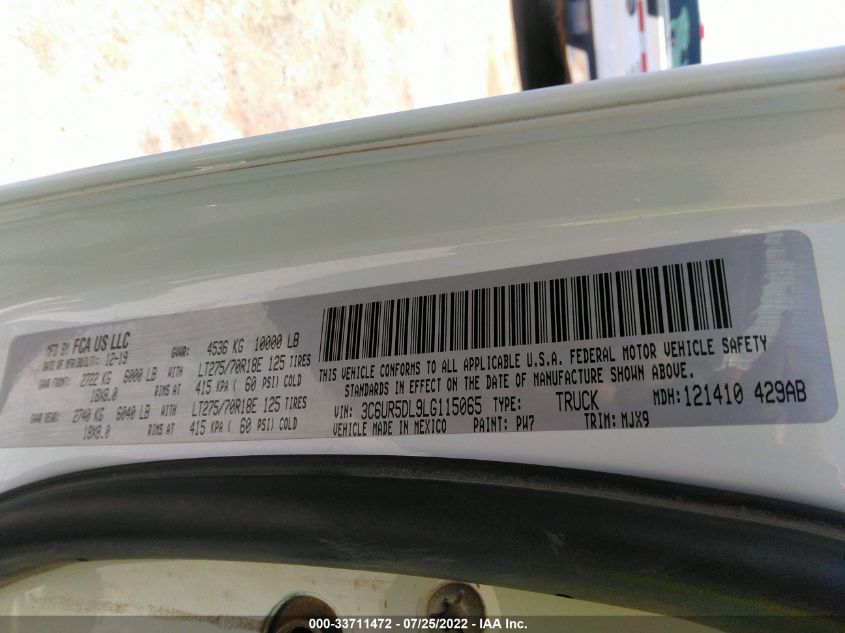 MFD BY FCA US LLC
DATE OF MFR(BUILT): 12-19 GVWR: 4536 KG 10000 LB
GAWR FRONT: 2722 KG 6000 LB WITH LT275/70R18E 125 TIRES
18X8.0 RIMS AT 415 KPA ( 60 PSI) COLD
GAWR REAR: 2740 KG 6040 LB WITH LT275/70R18E 125 TIRES
18X8.0 RIMS AT 415 KPA ( 60 PSI) COLD
THIS VEHICLE CONFORMS TO ALL APPLICABLE U.S.A. FEDERAL MOTOR VEHICLE SAFETY
STANDARDS IN EFFECT ON THE DATE OF MANUFACTURE SHOWN ABOVE.
VIN: 3C6UR5DL9LG115065 TYPE: TRUCK MDH: 121410 429AB
VEHICLE MADE IN MEXICO PAINT: PW7 TRIM: MJX9
000-33711472 - 07/25/2022 - IAA Inc.